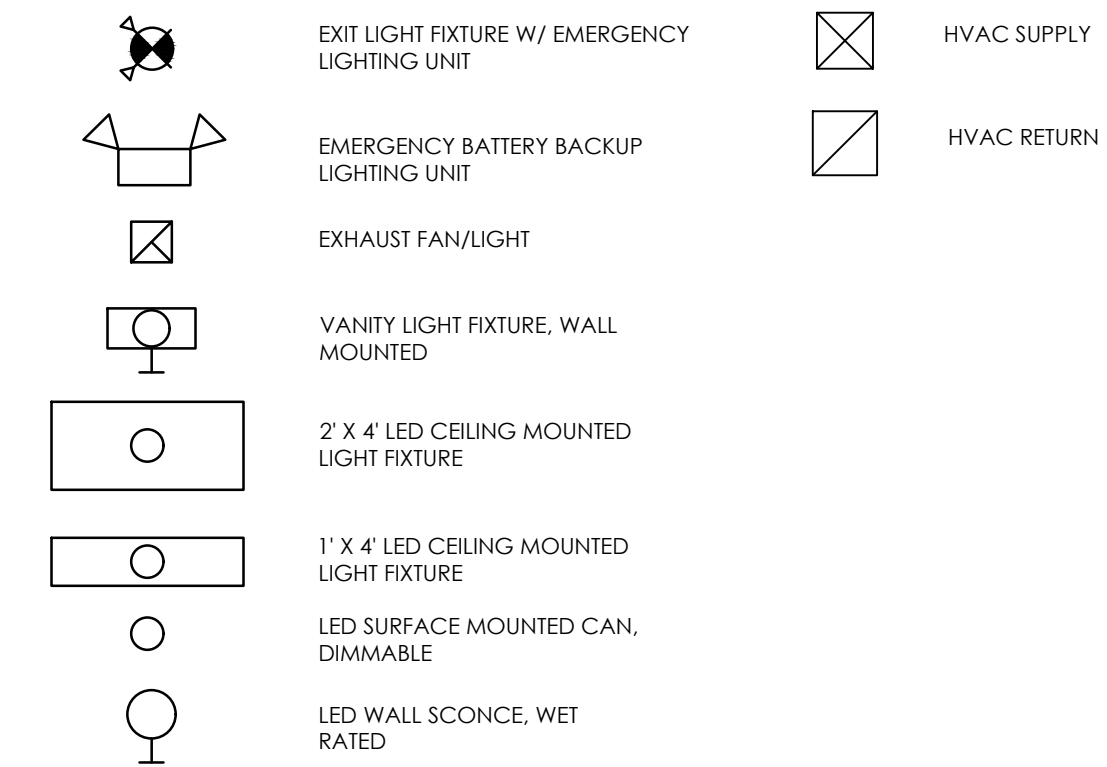 EXIT LIGHT FIXTURE W/ EMERGENCY
LIGHTING UNIT
EMERGENCY BATTERY BACKUP
LIGHTING UNIT
EXHAUST FAN/LIGHT
VANITY LIGHT FIXTURE, WALL
MOUNTED
2' X 4' LED CEILING MOUNTED
LIGHT FIXTURE
1' X 4' LED CEILING MOUNTED
LIGHT FIXTURE
LED SURFACE MOUNTED CAN,
DIMMABLE
LED WALL SCONCE, WET
RATED
HVAC SUPPLY
HVAC RETURN